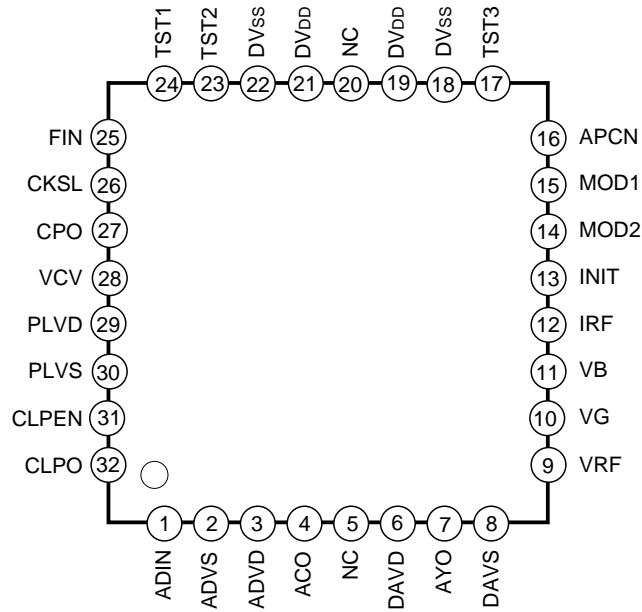 TST1 TST2 DVSS DVDD NC DVDD DVSS TST3
24 23 22 21 20 19 18 17
FIN 25 16 APCN
CKSL 26 15 MOD1
CPO 27 14 MOD2
VCV 28 13 INIT
PLVD 29 12 IRF
PLVS 30 11 VB
CLPEN 31 10 VG
CLPO 32 9 VRF
1 2 3 4 5 6 7 8
ADIN ADVS ADVD ACO NC DAVD AYO DAVS